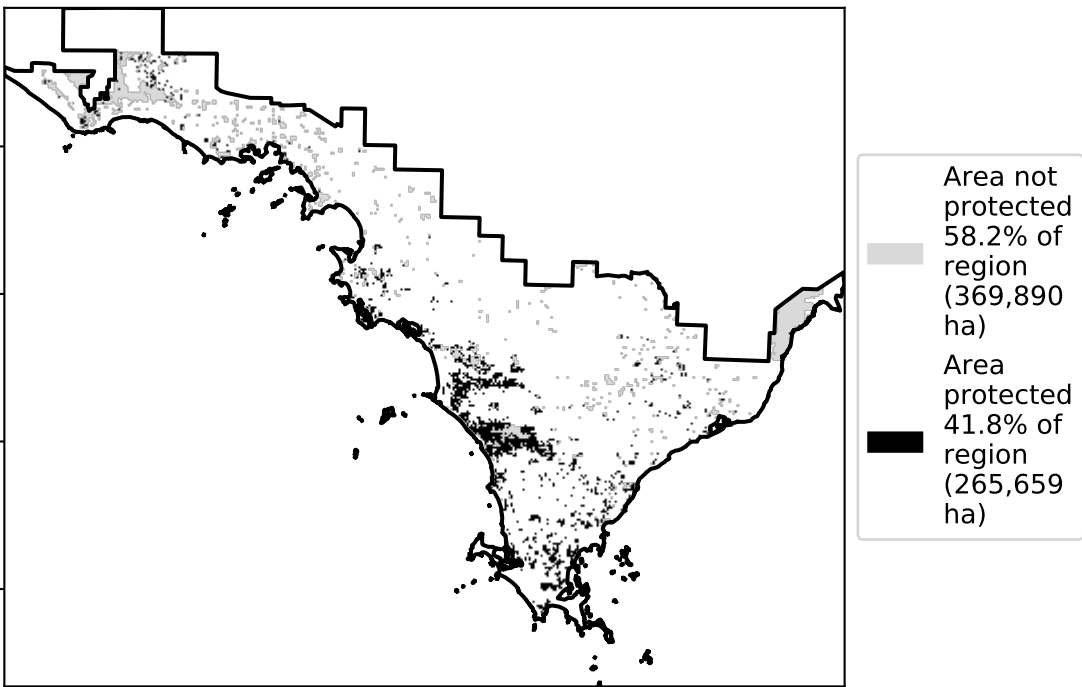 Area not
protected
58.2% of
region
(369,890
ha)
Area
protected
41.8% of
region
(265,659
ha)